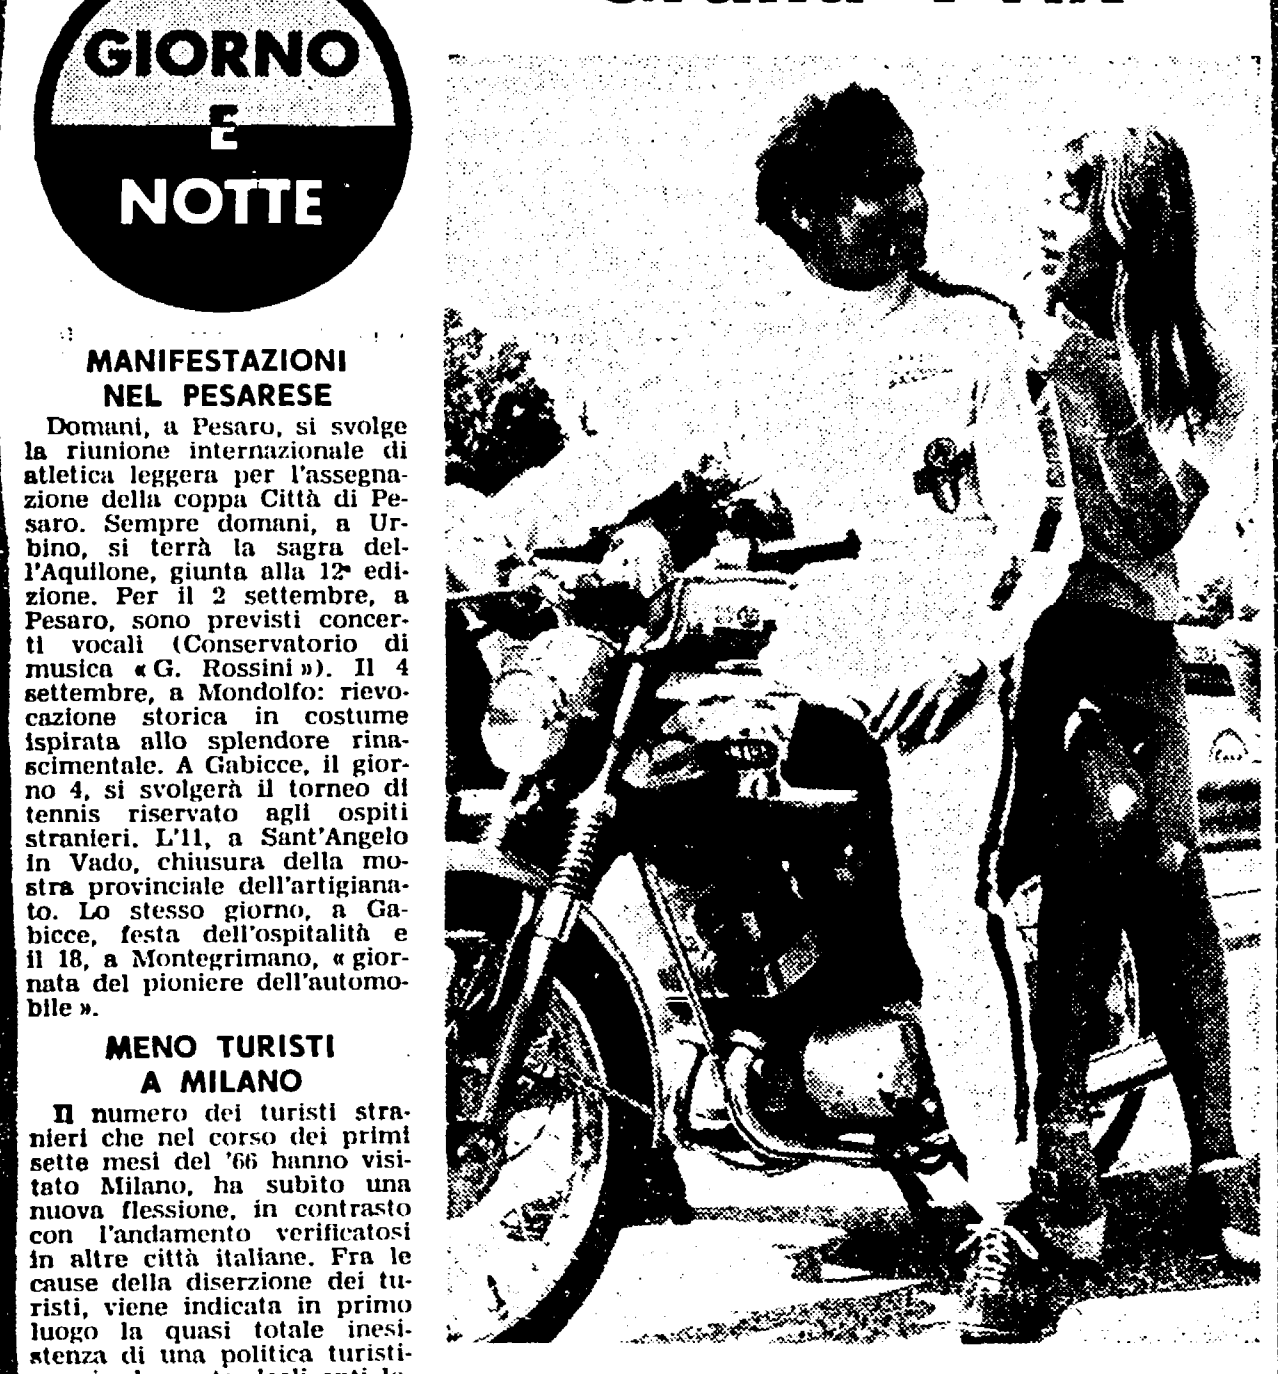 GIORNO
E
NOTTE
MANIFESTAZIONI
NEL PESARESE
Domani, a Pesaro, si svolge
la riunione internazionale di
atletica leggera per l'assegna-
zione della coppa Città di Pe-
saro. Sempre domani, a Ur-
bino, si terrà la sagra del-
l'Aquilone, giunta alla 12ª edi-
zione. Per il 2 settembre, a
Pesaro, sono previsti concer-
ti vocali (Conservatorio di
musica « G. Rossini »). Il 4
settembre, a Mondolfo: rievo-
cazione storica in costume
ispirata allo splendore rina-
scimentale. A Gabicce, il gior-
no 4, si svolgerà il torneo di
tennis riservato agli ospiti
stranieri. L'11, a Sant'Angelo
in Vado, chiusura della mo-
stra provinciale dell'artigiana-
to. Lo stesso giorno, a Ga-
bicce, festa dell'ospitalità e
il 18, a Montegrimano, « gior-
nata del pioniere dell'automo-
bile ».
MENO TURISTI
A MILANO
Il numero dei turisti stra-
nieri che nel corso dei primi
sette mesi del '66 hanno visi-
tato Milano, ha subito una
nuova flessione, in contrasto
con l'andamento verificatosi
in altre città italiane. Fra le
cause della diserzione dei tu-
risti, viene indicata in primo
luogo la quasi totale inesi-
stenza di una politica turisti-